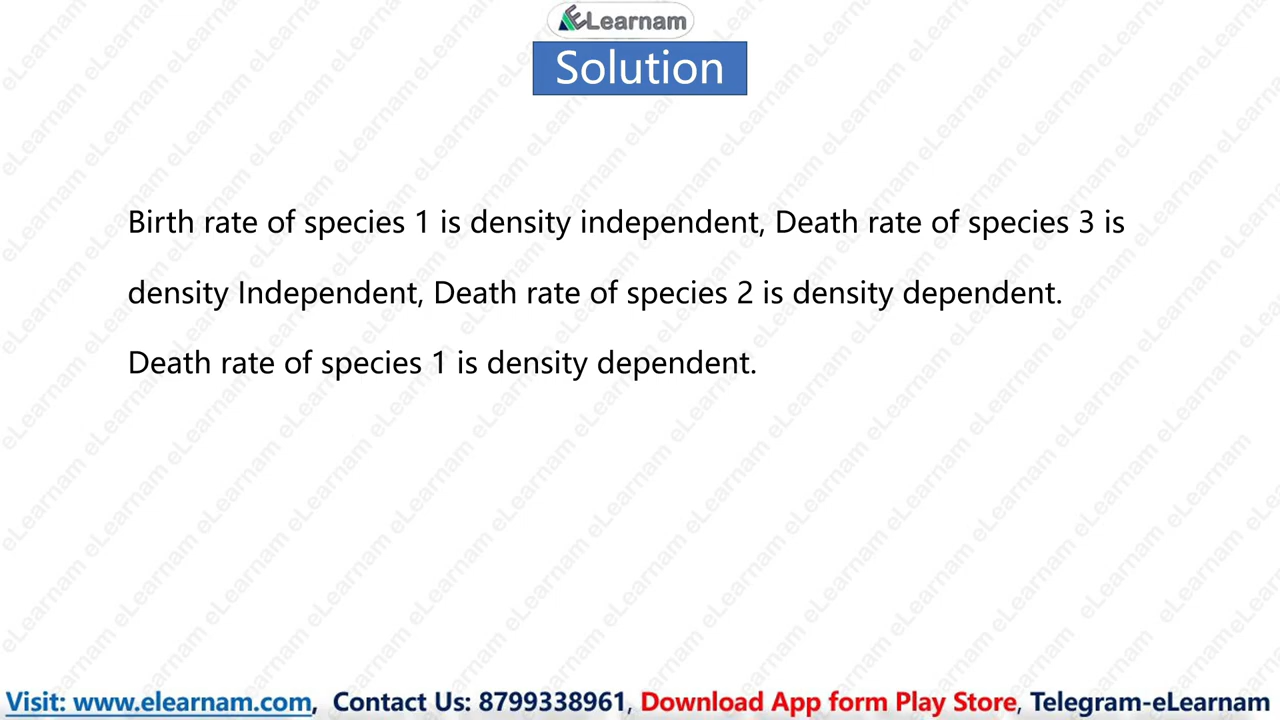 ELearnam
Solution
Birth rate of species 1 is density independent, Death rate of species 3 is
density Independent, Death rate of species 2 is density dependent.
Death rate of species 1 is density dependent.
Visit: www.elearnam.com, Contact Us: 8799338961, Download App form Play Store, Telegram-eLearnam